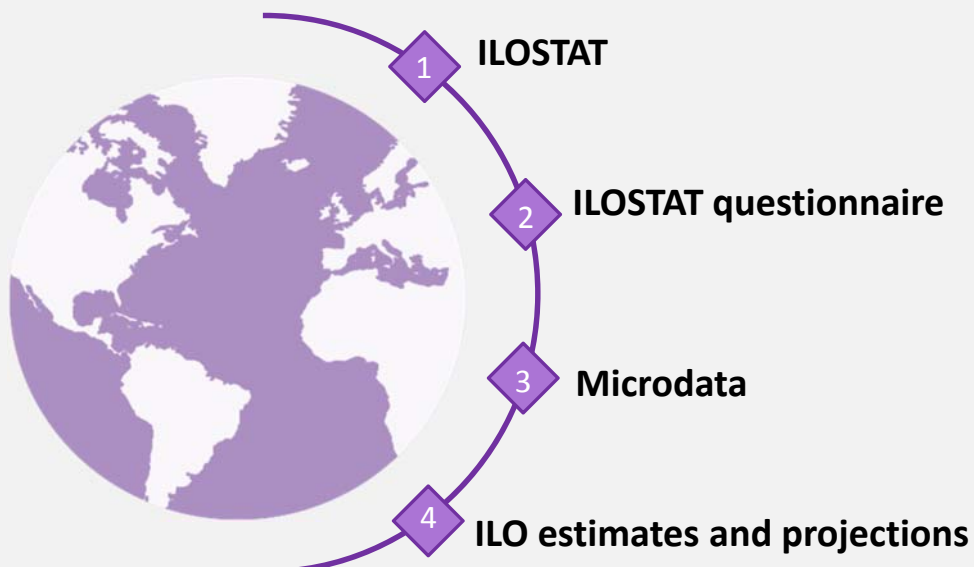 1 ILOSTAT
2 ILOSTAT questionnaire
3 Microdata
4 ILO estimates and projections